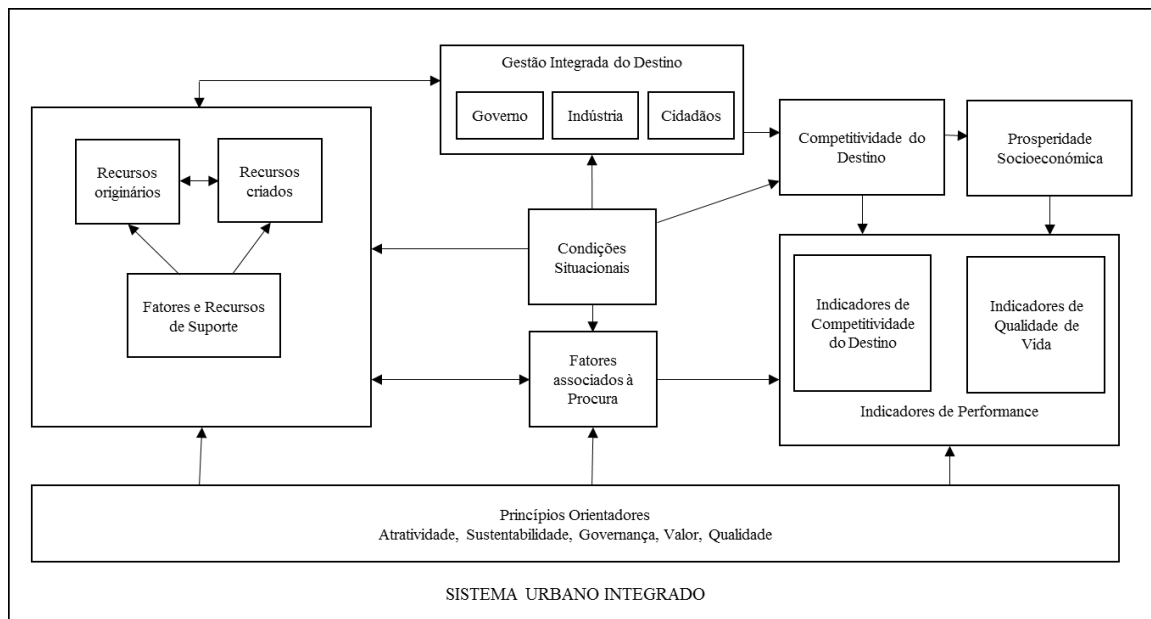 Gestão Integrada do Destino
Governo
Indústria
Cidadãos
Recursos
originários
Recursos
criados
Fatores e Recursos
de Suporte
Condições
Situacionais
Fatores
associados à
Procura
Competitividade do
Destino
Prosperidade
Socioeconómica
Indicadores de
Competitividade
do Destino
Indicadores de
Qualidade de
Vida
Indicadores de Performance
Princípios Orientadores
Atratividade, Sustentabilidade, Governança, Valor, Qualidade
SISTEMA URBANO INTEGRADO